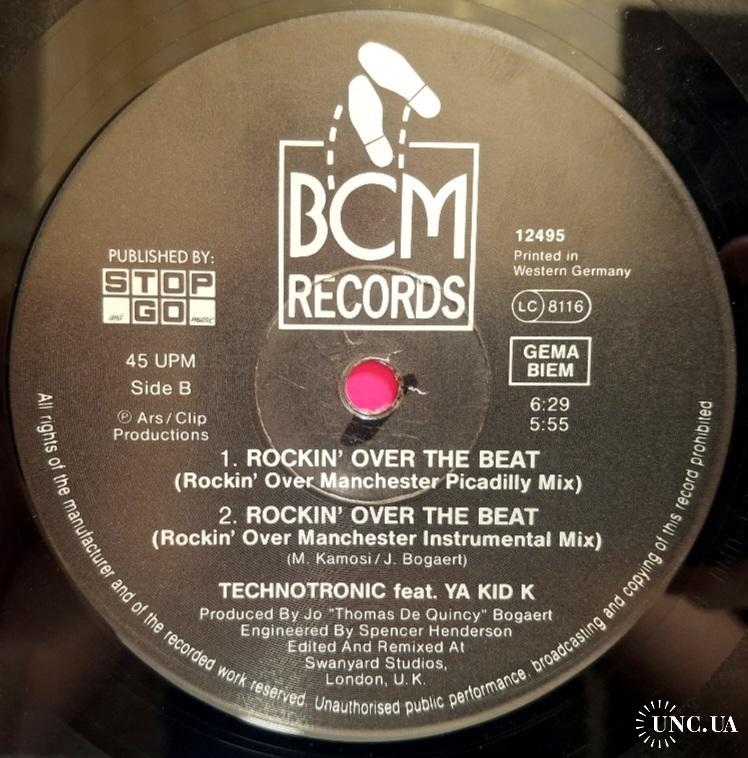 BCM
RECORDS
PUBLISHED BY:
STOP
and GO music
45 UPM
Side B
℗ Ars/Clip
Productions
12495
Printed in
Western Germany
LC 8116
GEMA
BIEM
6:29
5:55
1. ROCKIN' OVER THE BEAT
(Rockin' Over Manchester Picadilly Mix)
2. ROCKIN' OVER THE BEAT
(Rockin' Over Manchester Instrumental Mix)
(M. Kamosi/J. Bogaert)
TECHNOTRONIC feat. YA KID K
Produced By Jo "Thomas De Quincy" Bogaert
Engineered By Spencer Henderson
Edited And Remixed At
Swanyard Studios,
London, U.K.
All rights of the manufacturer and of the recorded work reserved. Unauthorised public performance, broadcasting and copying of this record prohibited
UNC.UA